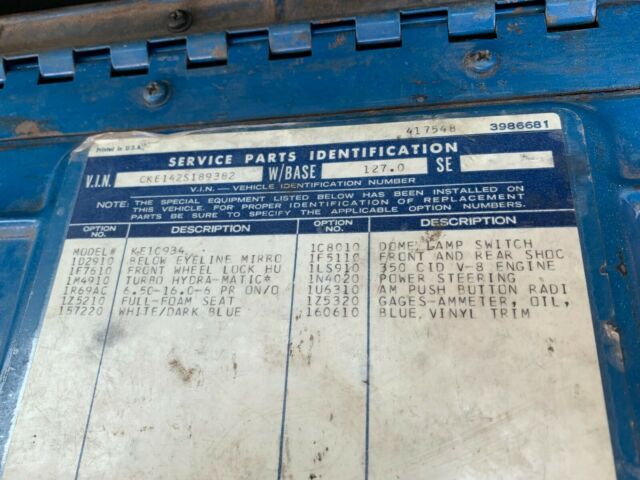 417548 3986681
Printed in U.S.A.
SERVICE PARTS IDENTIFICATION
V.I.N. CKE142S189382 W/BASE 127.0 SE
V.I.N. — VEHICLE IDENTIFICATION NUMBER
NOTE: THE SPECIAL EQUIPMENT LISTED BELOW HAS BEEN INSTALLED ON
THIS VEHICLE. FOR PROPER IDENTIFICATION OF REPLACEMENT
PARTS BE SURE TO SPECIFY THE APPLICABLE OPTION NUMBERS.
OPTION NO. DESCRIPTION OPTION NO. DESCRIPTION
MODEL# KE10934 1C8010 DOME LAMP SWITCH
1D2910 BELOW EYELINE MIRRO 1F5110 FRONT AND REAR SHOC
1F7610 FRONT WHEEL LOCK HU 1LS910 350 CID V-8 ENGINE
1M4910 TURBO HYDRA-MATIC* 1N4020 POWER STEERING
1R69AC 6.50-16.0-6 PR ON/O 1U6310 AM PUSH BUTTON RADI
1Z5210 FULL-FOAM SEAT 1Z5320 GAGES-AMMETER, OIL,
157220 WHITE/DARK BLUE 160610 BLUE VINYL TRIM